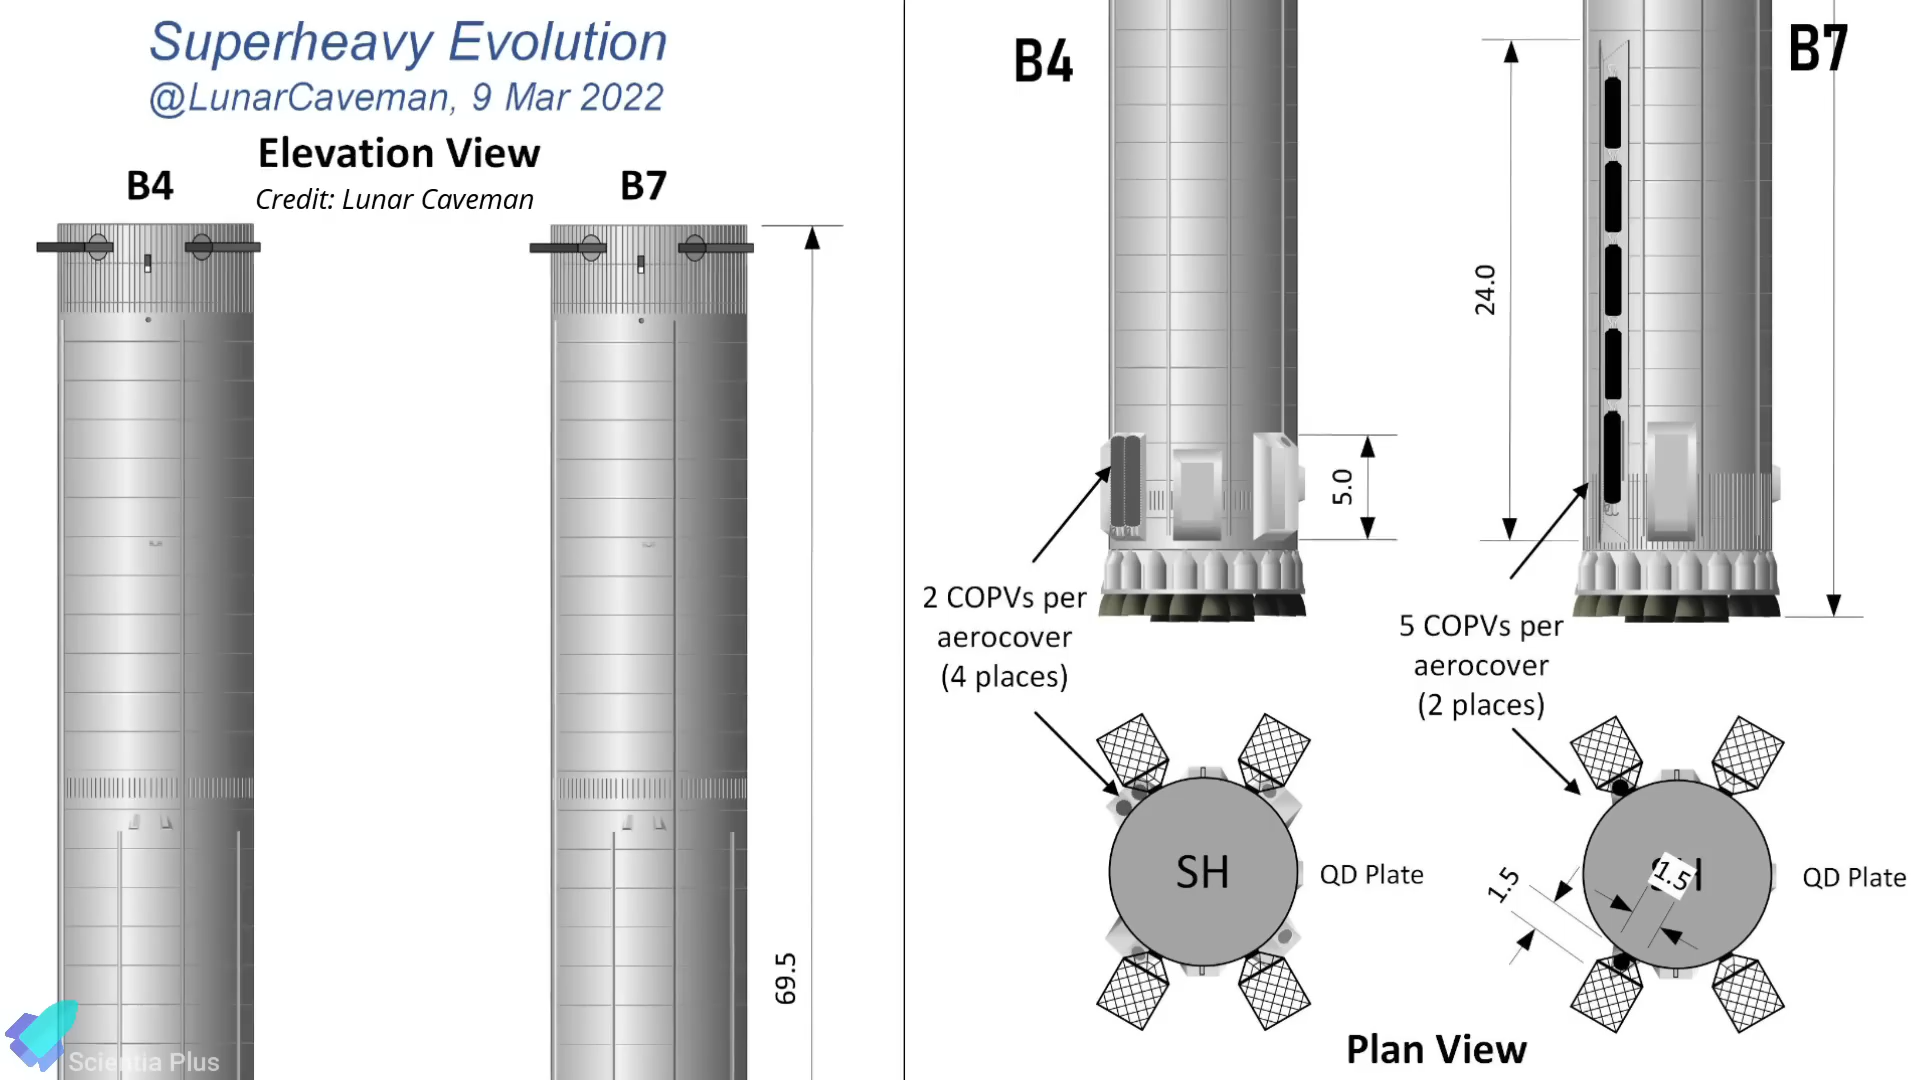 Superheavy Evolution
@LunarCaveman, 9 Mar 2022
Elevation View
Credit: Lunar Caveman
B4
B7
69.5
Scientia Plus
B4
B7
24.0
5.0
2 COPVs per
aerocover
(4 places)
5 COPVs per
aerocover
(2 places)
SH
QD Plate
SH
1.5
1.5
QD Plate
Plan View